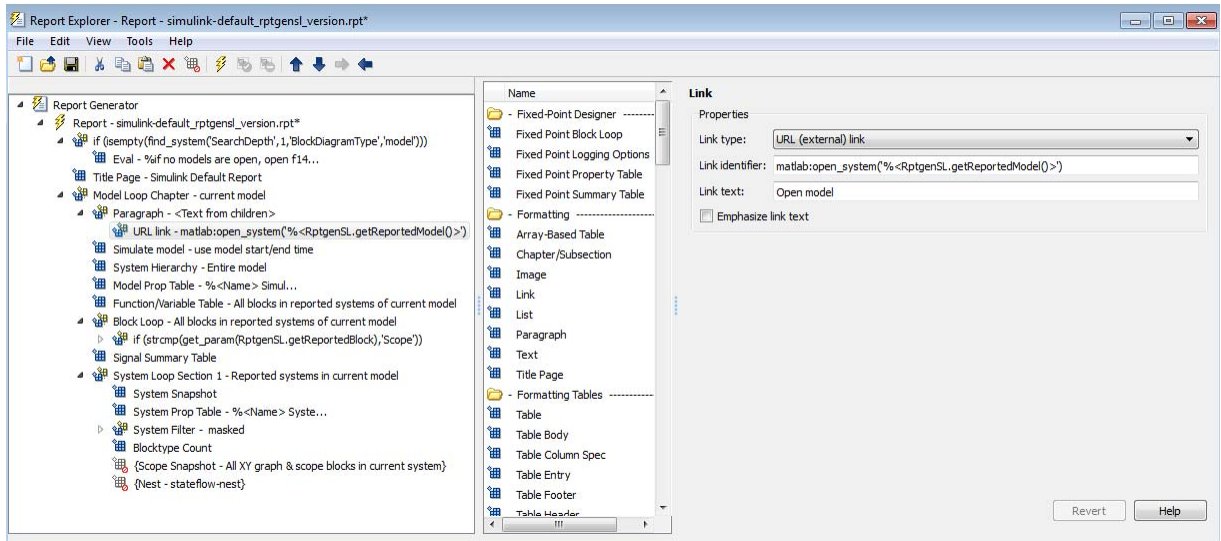 Report Explorer - Report - simulink-default_rptgensl_version.rpt*
File Edit View Tools Help
Report Generator
Report - simulink-default_rptgensl_version.rpt*
if (isempty(find_system('SearchDepth',1,'BlockDiagramType','model')))
Eval - %if no models are open, open f14...
Title Page - Simulink Default Report
Model Loop Chapter - current model
Paragraph - <Text from children>
URL link - matlab:open_system('%<RptgenSL.getReportedModel()>')
Simulate model - use model start/end time
System Hierarchy - Entire model
Model Prop Table - %<Name> Simul...
Function/Variable Table - All blocks in reported systems of current model
Block Loop - All blocks in reported systems of current model
if (strcmp(get_param(RptgenSL.getReportedBlock),'Scope'))
Signal Summary Table
System Loop Section 1 - Reported systems in current model
System Snapshot
System Prop Table - %<Name> Syste...
System Filter - masked
Blocktype Count
{Scope Snapshot - All XY graph & scope blocks in current system}
{Nest - stateflow-nest}
Name
- Fixed-Point Designer --------
Fixed Point Block Loop
Fixed Point Logging Options
Fixed Point Property Table
Fixed Point Summary Table
- Formatting --------------------
Array-Based Table
Chapter/Subsection
Image
Link
List
Paragraph
Text
Title Page
- Formatting Tables -----------
Table
Table Body
Table Column Spec
Table Entry
Table Footer
Table Header
Link
Properties
Link type: URL (external) link
Link identifier: matlab:open_system('%<RptgenSL.getReportedModel()>')
Link text: Open model
Emphasize link text
Revert Help